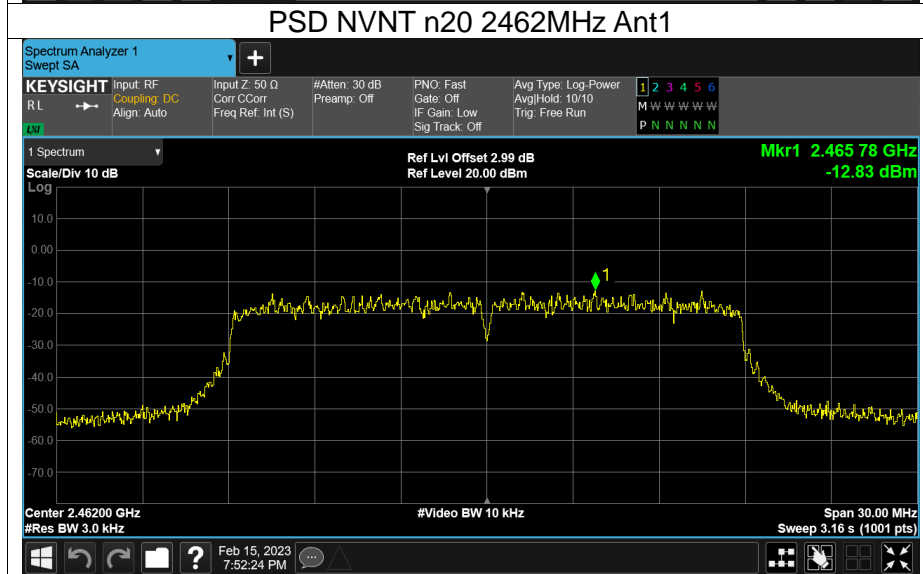 PSD NVNT n20 2462MHz Ant1
Spectrum Analyzer 1
Swept SA
+
KEYSIGHT
R L
LXI
Input: RF
Coupling: DC
Align: Auto
Input Z: 50 Ω
Corr CCorr
Freq Ref: Int (S)
#Atten: 30 dB
Preamp: Off
PNO: Fast
Gate: Off
IF Gain: Low
Sig Track: Off
Avg Type: Log-Power
Avg|Hold: 10/10
Trig: Free Run
1 2 3 4 5 6
M W W W W W
P N N N N N
1 Spectrum
Scale/Div 10 dB
Ref Lvl Offset 2.99 dB
Ref Level 20.00 dBm
Mkr1 2.465 78 GHz
-12.83 dBm
Log
10.0
0.00
-10.0
-20.0
-30.0
-40.0
-50.0
-60.0
-70.0
1
Center 2.46200 GHz
#Res BW 3.0 kHz
#Video BW 10 kHz
Span 30.00 MHz
Sweep 3.16 s (1001 pts)
?
Feb 15, 2023
7:52:24 PM